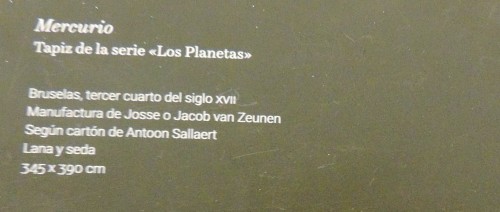 Mercurio
Tapiz de la serie «Los Planetas»
Bruselas, tercer cuarto del siglo XVII
Manufactura de Josse o Jacob van Zeunen
Según cartón de Antoon Sallaert
Lana y seda
345 x 390 cm